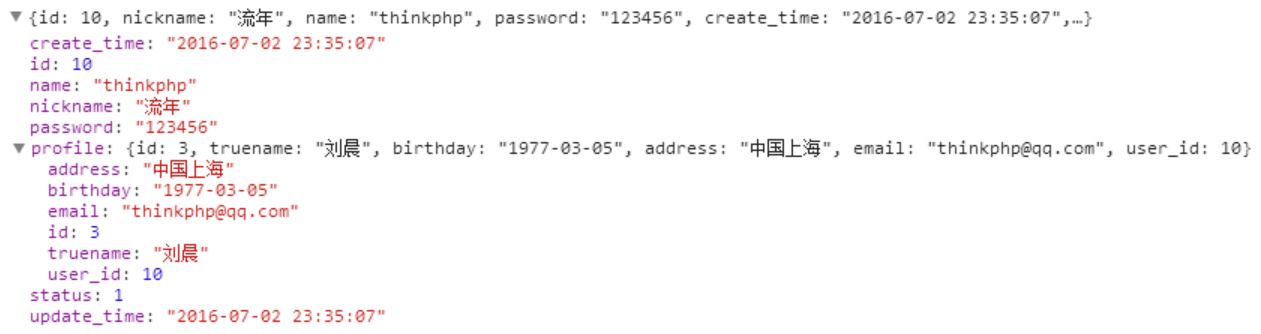 ▼ {id: 10, nickname: "流年", name: "thinkphp", password: "123456", create_time: "2016-07-02 23:35:07",…}
create_time: "2016-07-02 23:35:07"
id: 10
name: "thinkphp"
nickname: "流年"
password: "123456"
▼ profile: {id: 3, truename: "刘晨", birthday: "1977-03-05", address: "中国上海", email: "thinkphp@qq.com", user_id: 10}
address: "中国上海"
birthday: "1977-03-05"
email: "thinkphp@qq.com"
id: 3
truename: "刘晨"
user_id: 10
status: 1
update_time: "2016-07-02 23:35:07"